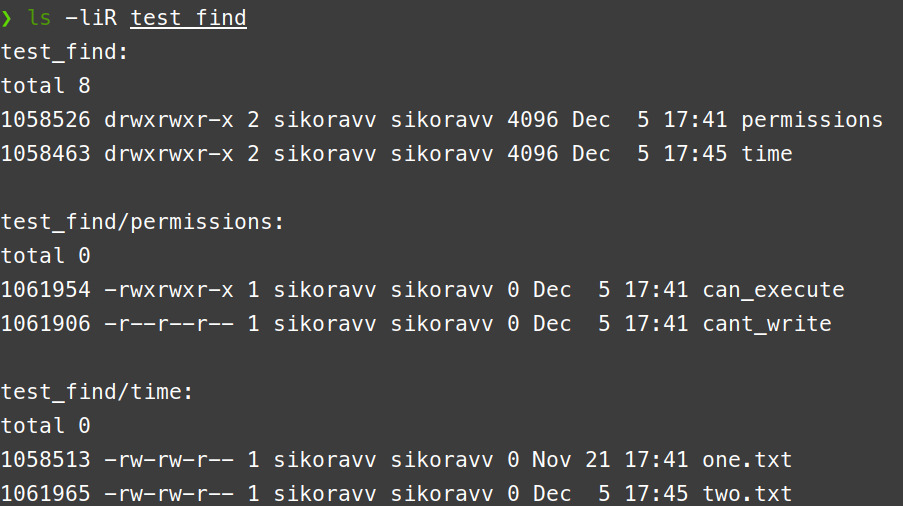 ❯ ls -liR test_find
test_find:
total 8
1058526 drwxrwxr-x 2 sikoravv sikoravv 4096 Dec  5 17:41 permissions
1058463 drwxrwxr-x 2 sikoravv sikoravv 4096 Dec  5 17:45 time

test_find/permissions:
total 0
1061954 -rwxrwxr-x 1 sikoravv sikoravv 0 Dec  5 17:41 can_execute
1061906 -r--r--r-- 1 sikoravv sikoravv 0 Dec  5 17:41 cant_write

test_find/time:
total 0
1058513 -rw-rw-r-- 1 sikoravv sikoravv 0 Nov 21 17:41 one.txt
1061965 -rw-rw-r-- 1 sikoravv sikoravv 0 Dec  5 17:45 two.txt